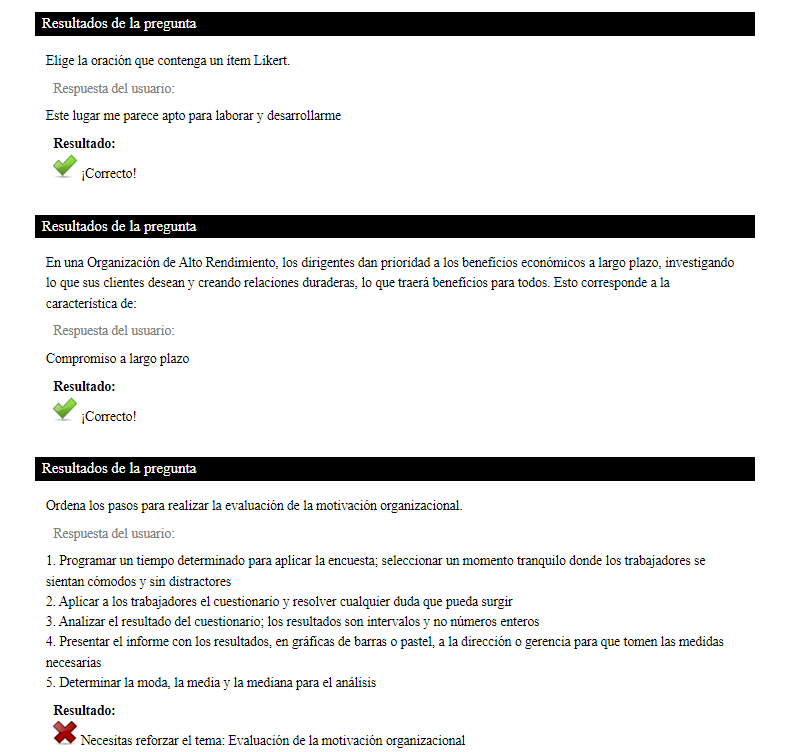 Resultados de la pregunta
Elige la oración que contenga un ítem Likert.
Respuesta del usuario:
Este lugar me parece apto para laborar y desarrollarme
Resultado:
¡Correcto!
Resultados de la pregunta
En una Organización de Alto Rendimiento, los dirigentes dan prioridad a los beneficios económicos a largo plazo, investigando
lo que sus clientes desean y creando relaciones duraderas, lo que traerá beneficios para todos. Esto corresponde a la
característica de:
Respuesta del usuario:
Compromiso a largo plazo
Resultado:
¡Correcto!
Resultados de la pregunta
Ordena los pasos para realizar la evaluación de la motivación organizacional.
Respuesta del usuario:
1. Programar un tiempo determinado para aplicar la encuesta; seleccionar un momento tranquilo donde los trabajadores se
sientan cómodos y sin distractores
2. Aplicar a los trabajadores el cuestionario y resolver cualquier duda que pueda surgir
3. Analizar el resultado del cuestionario; los resultados son intervalos y no números enteros
4. Presentar el informe con los resultados, en gráficas de barras o pastel, a la dirección o gerencia para que tomen las medidas
necesarias
5. Determinar la moda, la media y la mediana para el análisis
Resultado:
Necesitas reforzar el tema: Evaluación de la motivación organizacional